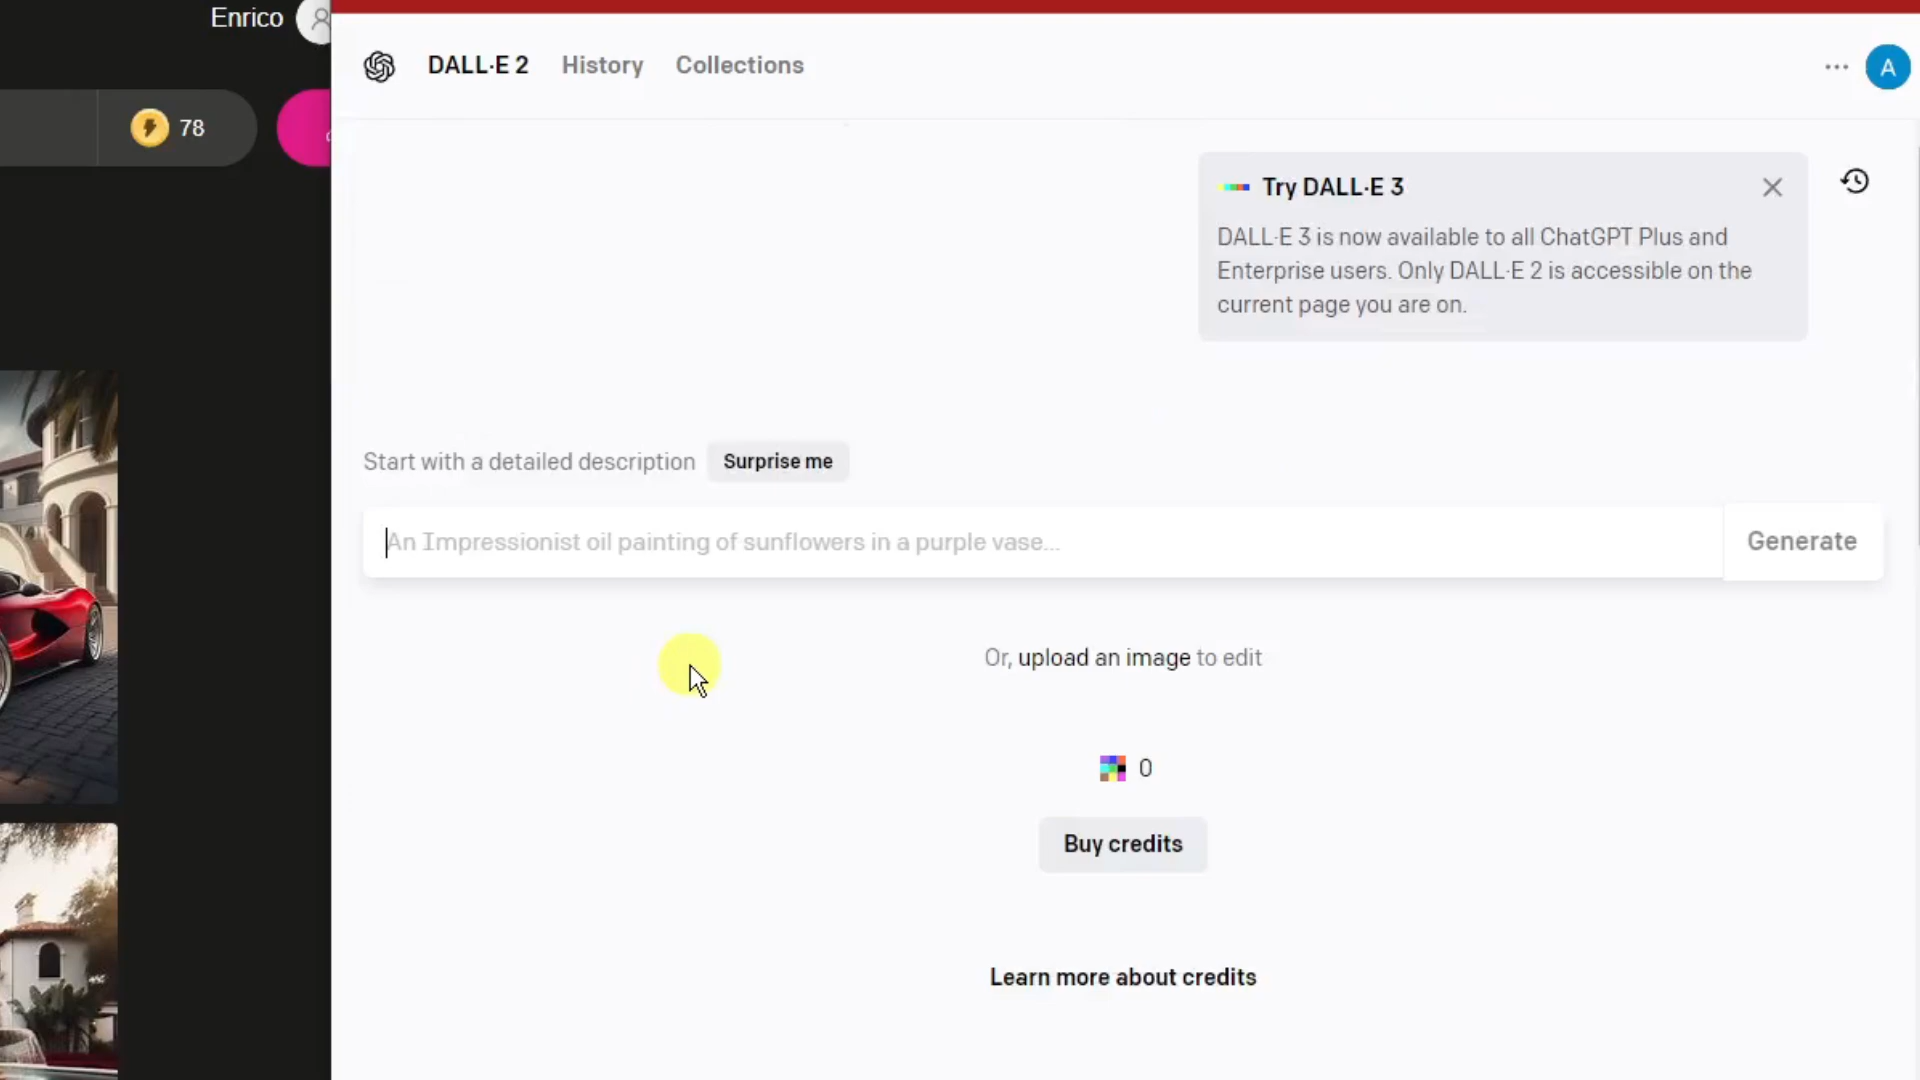 Enrico
78
DALL·E 2 History Collections
A
Try DALL·E 3
DALL·E 3 is now available to all ChatGPT Plus and
Enterprise users. Only DALL·E 2 is accessible on the
current page you are on.
Start with a detailed description Surprise me
An Impressionist oil painting of sunflowers in a purple vase...
Generate
Or, upload an image to edit
0
Buy credits
Learn more about credits